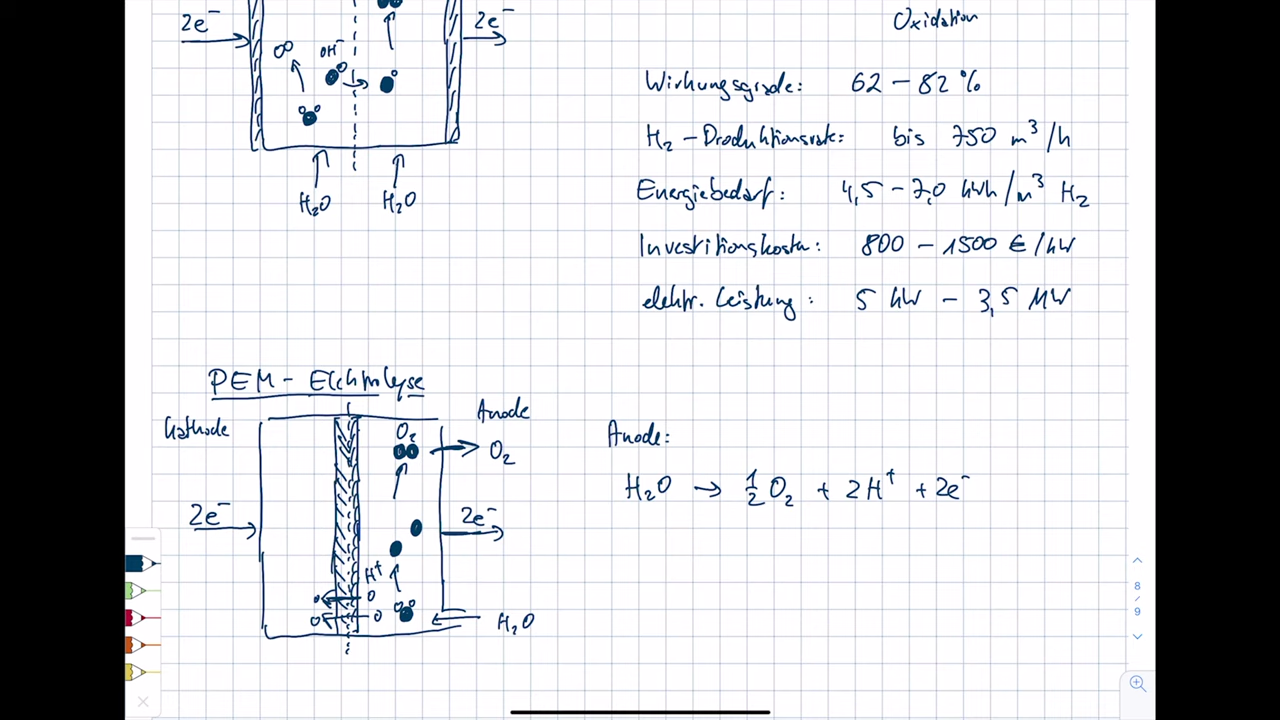 2e⁻
2e⁻
OH⁻
H₂O
H₂O
Oxidation
Wirkungsgrade: 62 – 82 %
H₂ – Produktionsrate: bis 750 m³/h
Energiebedarf: 4,5 – 7,0 kWh/m³ H₂
Investitionskosten: 800 – 1500 €/kW
elektr. Leistung: 5 kW – 3,5 MW
PEM – Elektrolyse
Kathode
Anode
O₂
O₂
2e⁻
2e⁻
H⁺
H₂O
Anode:
H₂O → ½ O₂ + 2H⁺ + 2e⁻
8
/
9